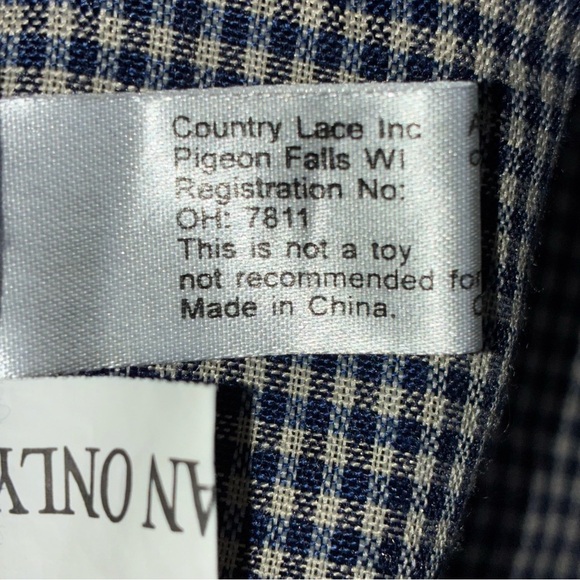 Country Lace Inc
Pigeon Falls WI
Registration No:
OH: 7811
This is not a toy
not recommended for
Made in China.
AN ONLY